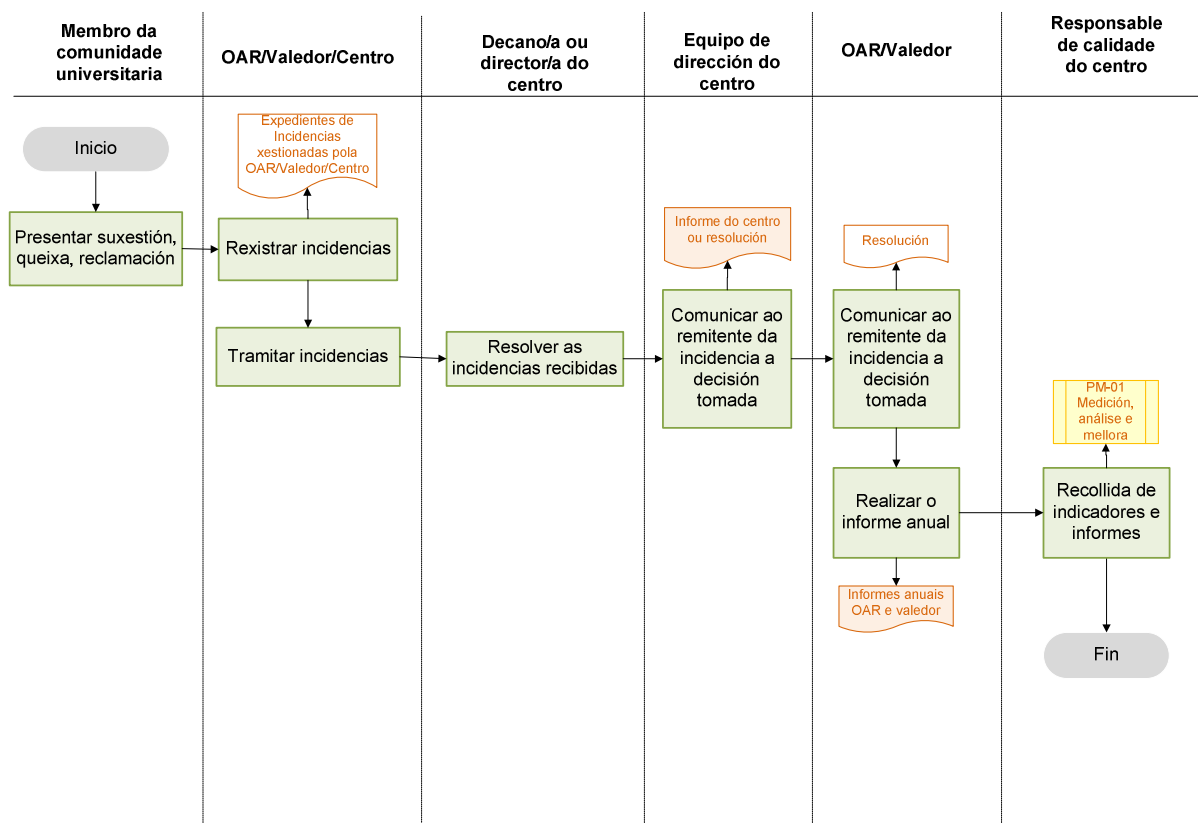 Membro da
comunidade
universitaria
OAR/Valedor/Centro
Decano/a ou
director/a do
centro
Equipo de
dirección do
centro
OAR/Valedor
Responsable
de calidade
do centro
Inicio
Expedientes de
Incidencias
xestionadas pola
OAR/Valedor/Centro
Presentar suxestión,
queixa, reclamación
Rexistrar incidencias
Informe do centro
ou resolución
Resolución
Tramitar incidencias
Resolver as
incidencias recibidas
Comunicar ao
remitente da
incidencia a
decisión
tomada
Comunicar ao
remitente da
incidencia a
decisión
tomada
PM-01
Medición,
análise e
mellora
Realizar o
informe anual
Recollida de
indicadores e
informes
Informes anuais
OAR e valedor
Fin